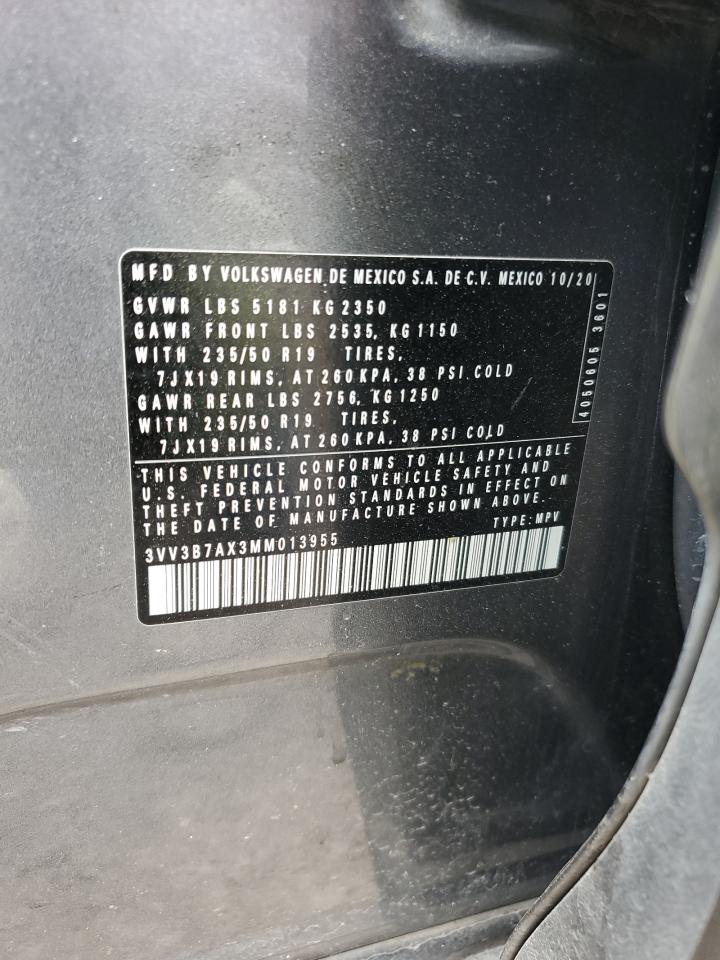 MFD BY VOLKSWAGEN DE MEXICO S.A. DE C.V. MEXICO 10/20
GVWR LBS 5181 KG 2350
GAWR FRONT LBS 2535, KG 1150
WITH 235/50 R19 TIRES,
7JX19 RIMS, AT 260 KPA, 38 PSI COLD
GAWR REAR LBS 2756, KG 1250
WITH 235/50 R19 TIRES,
7JX19 RIMS, AT 260 KPA, 38 PSI COLD
4050605 3601
THIS VEHICLE CONFORMS TO ALL APPLICABLE
U.S. FEDERAL MOTOR VEHICLE SAFETY AND
THEFT PREVENTION STANDARDS IN EFFECT ON
THE DATE OF MANUFACTURE SHOWN ABOVE.
TYPE: MPV
3VV3B7AX3MM013955